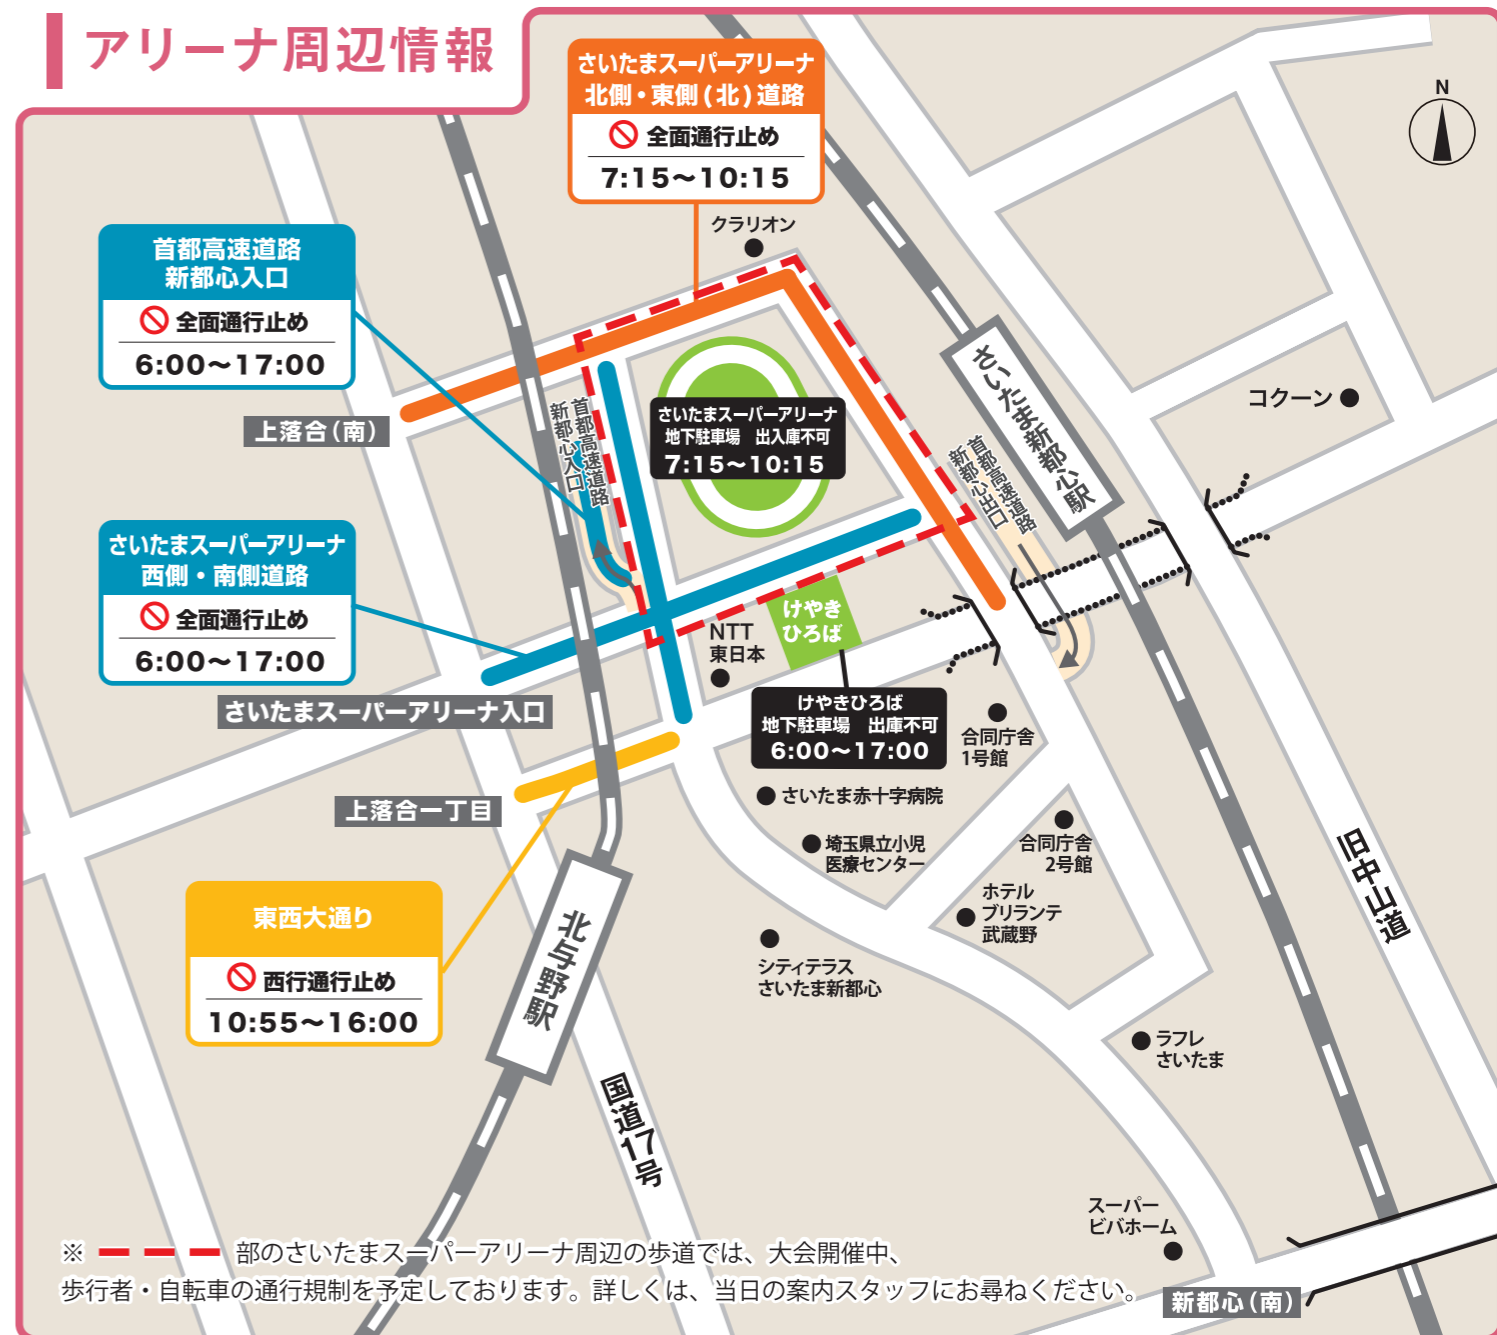 アリーナ周辺情報
さいたまスーパーアリーナ
北側・東側(北)道路
全面通行止め
7:15〜10:15
N
クラリオン
首都高速道路
新都心入口
全面通行止め
6:00〜17:00
上落合(南)
首都高速道路
新都心入口
さいたまスーパーアリーナ
地下駐車場 出入庫不可
7:15〜10:15
さいたま新都心駅
コクーン
首都高速道路
新都心出口
さいたまスーパーアリーナ
西側・南側道路
全面通行止め
6:00〜17:00
けやき
ひろば
NTT
東日本
さいたまスーパーアリーナ入口
けやきひろば
地下駐車場 出庫不可
6:00〜17:00
合同庁舎
1号館
上落合一丁目
さいたま赤十字病院
埼玉県立小児
医療センター
合同庁舎
2号館
旧中山道
東西大通り
西行通行止め
10:55〜16:00
北与野駅
ホテル
ブリランテ
武蔵野
シティテラス
さいたま新都心
ラフレ
さいたま
国道17号
スーパー
ビバホーム
※ 部のさいたまスーパーアリーナ周辺の歩道では、大会開催中、
歩行者・自転車の通行規制を予定しております。詳しくは、当日の案内スタッフにお尋ねください。
新都心(南)